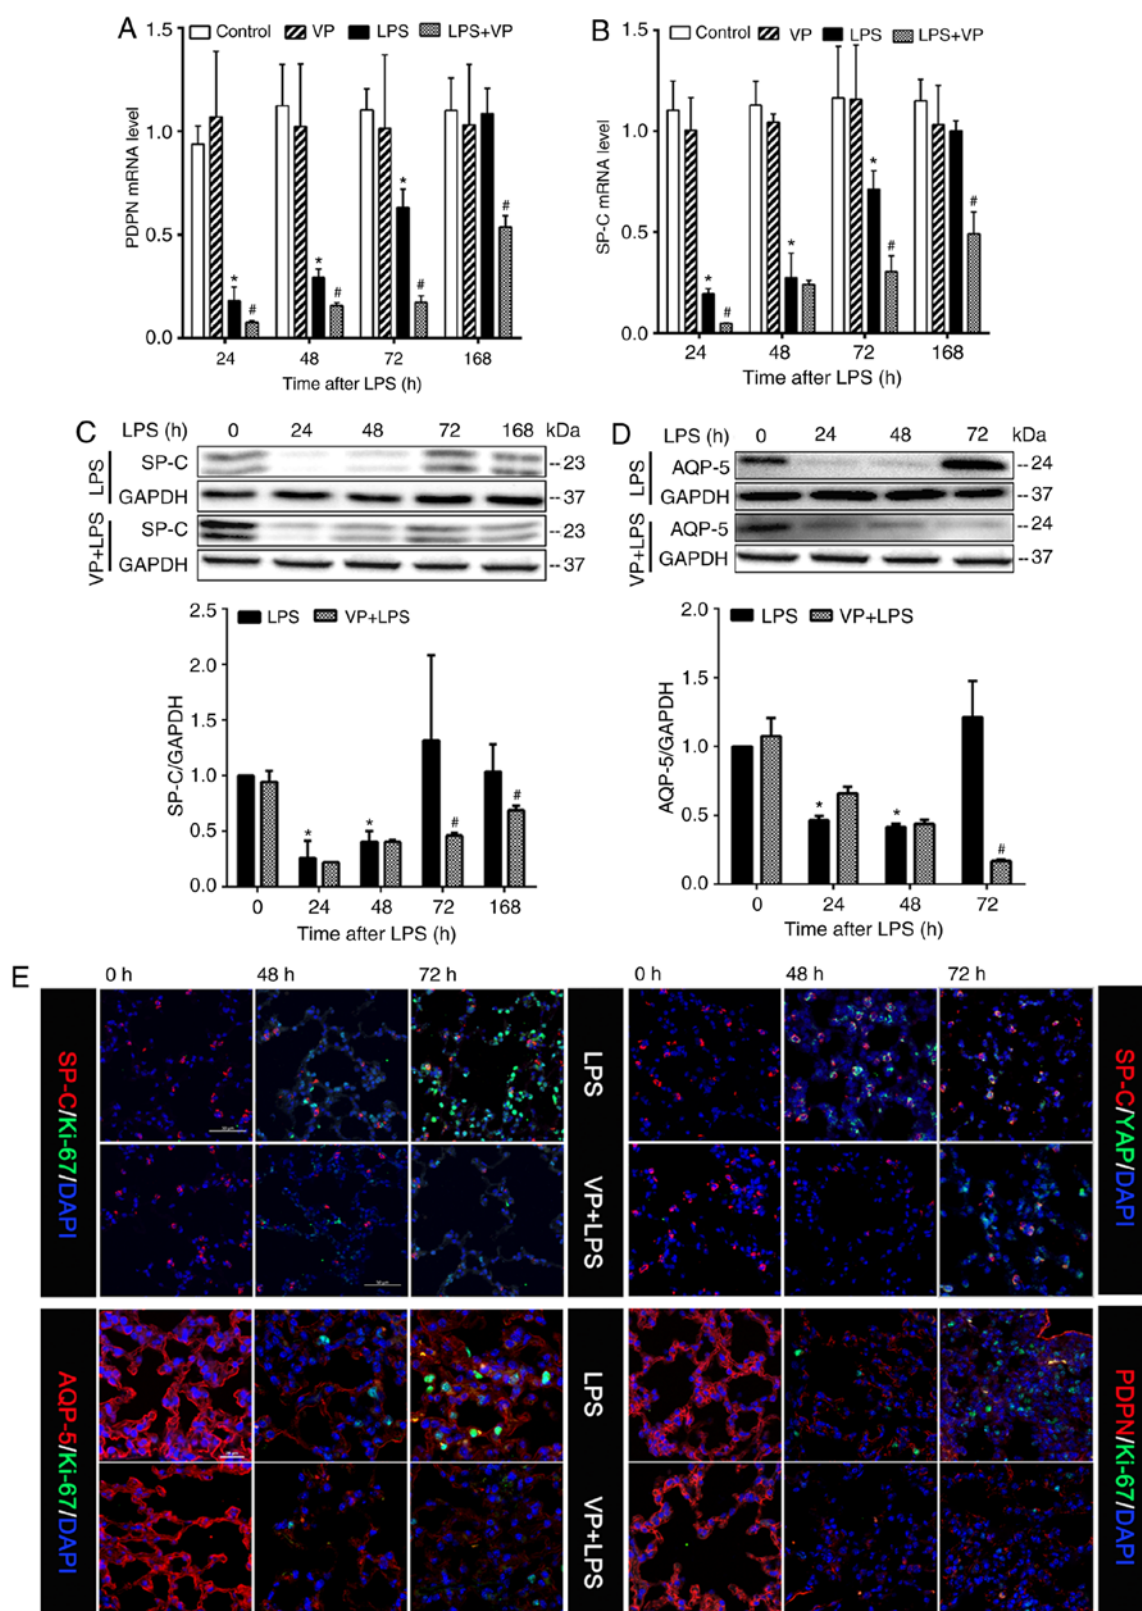 A
1.5
Control VP LPS LPS+VP
PDPN mRNA level
1.0
0.5
0.0
* # * # * # #
24 48 72 168
Time after LPS (h)
B
1.5
Control VP LPS LPS+VP
SP-C mRNA level
1.0
0.5
0.0
* # * * # #
24 48 72 168
Time after LPS (h)
C
LPS (h) 0 24 48 72 168 kDa
LPS
SP-C --23
GAPDH --37
VP+LPS
SP-C --23
GAPDH --37
LPS VP+LPS
SP-C/GAPDH
2.5
2.0
1.5
1.0
0.5
0.0
* * # #
0 24 48 72 168
Time after LPS (h)
D
LPS (h) 0 24 48 72 kDa
LPS
AQP-5 --24
GAPDH --37
VP+LPS
AQP-5 --24
GAPDH --37
LPS VP+LPS
AQP-5/GAPDH
2.0
1.5
1.0
0.5
0.0
* * #
0 24 48 72
Time after LPS (h)
E
0 h 48 h 72 h 0 h 48 h 72 h
SP-C/Ki-67/DAPI
LPS
VP+LPS
SP-C/YAP/DAPI
AQP-5/Ki-67/DAPI
LPS
VP+LPS
PDPN/Ki-67/DAPI